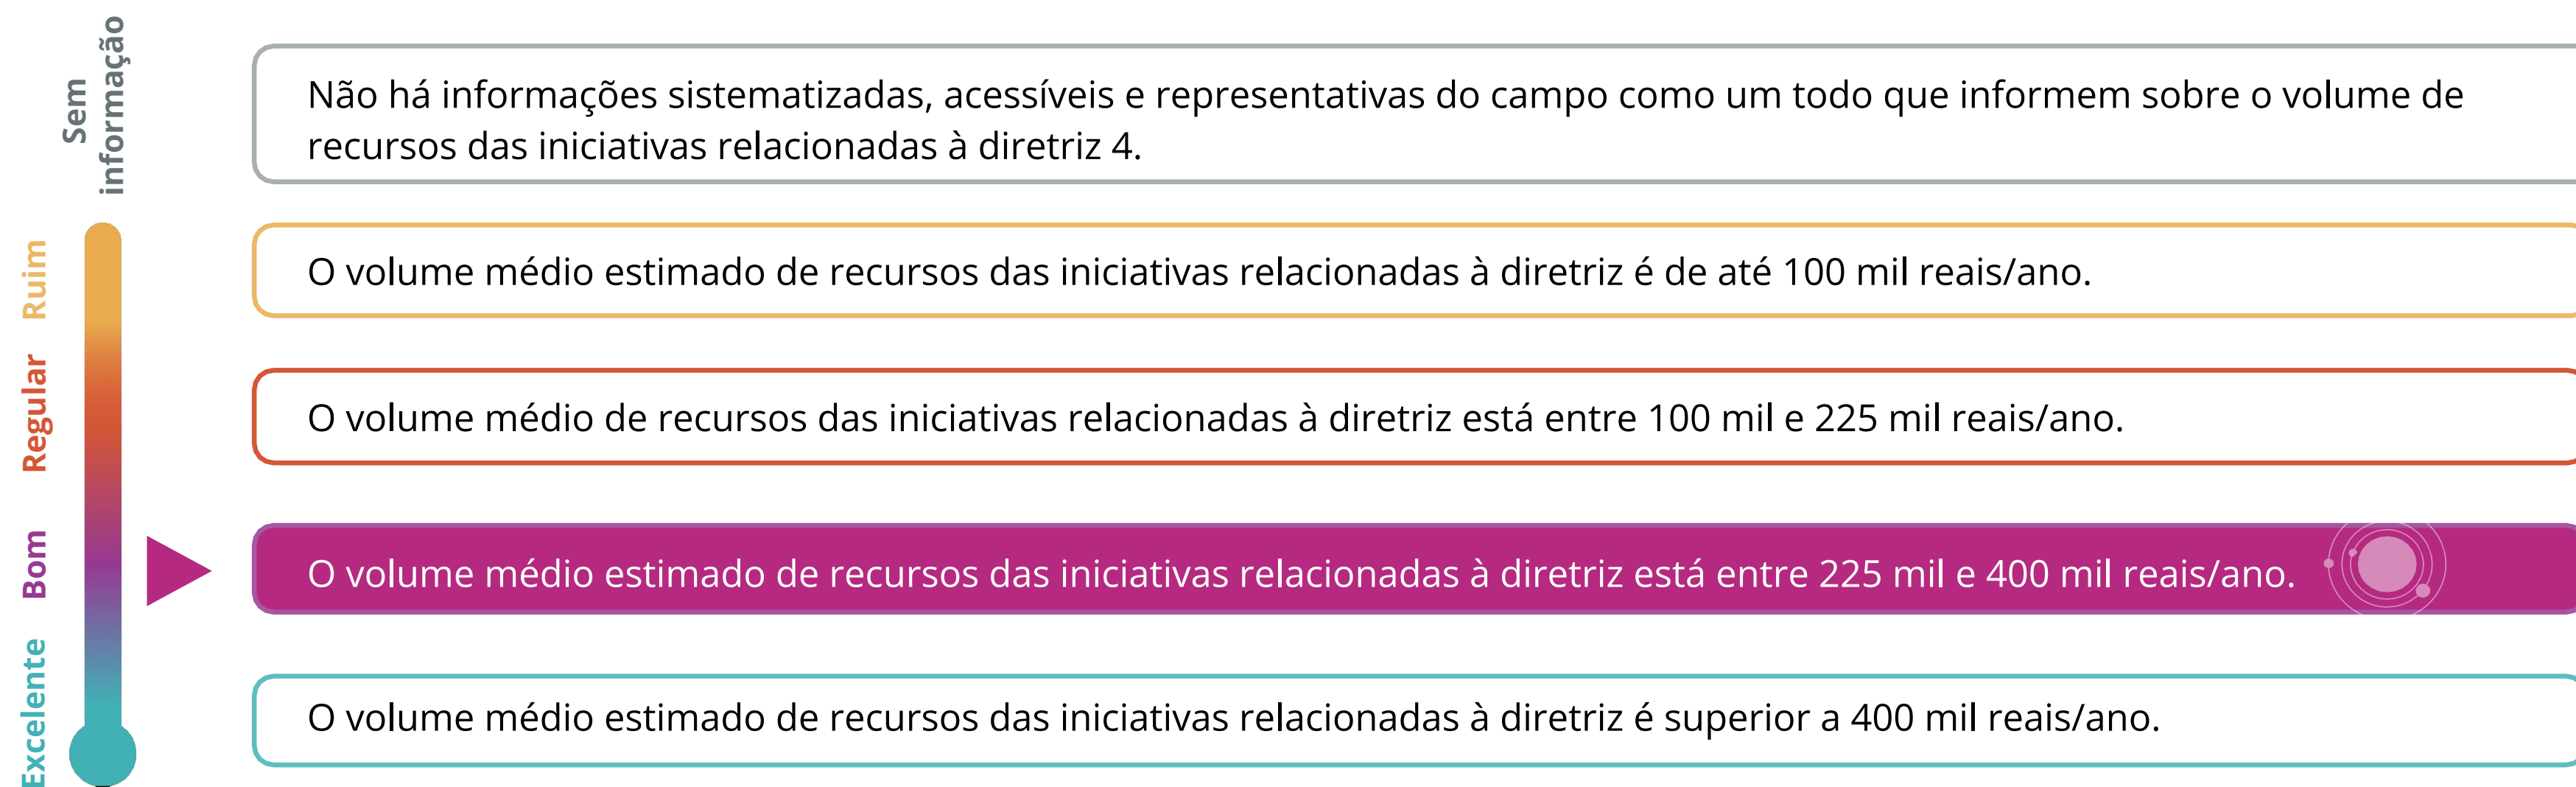 Sem
informação
Não há informações sistematizadas, acessíveis e representativas do campo como um todo que informem sobre o volume de
recursos das iniciativas relacionadas à diretriz 4.
Ruim
O volume médio estimado de recursos das iniciativas relacionadas à diretriz é de até 100 mil reais/ano.
Regular
O volume médio de recursos das iniciativas relacionadas à diretriz está entre 100 mil e 225 mil reais/ano.
Bom
O volume médio estimado de recursos das iniciativas relacionadas à diretriz está entre 225 mil e 400 mil reais/ano.
Excelente
O volume médio estimado de recursos das iniciativas relacionadas à diretriz é superior a 400 mil reais/ano.